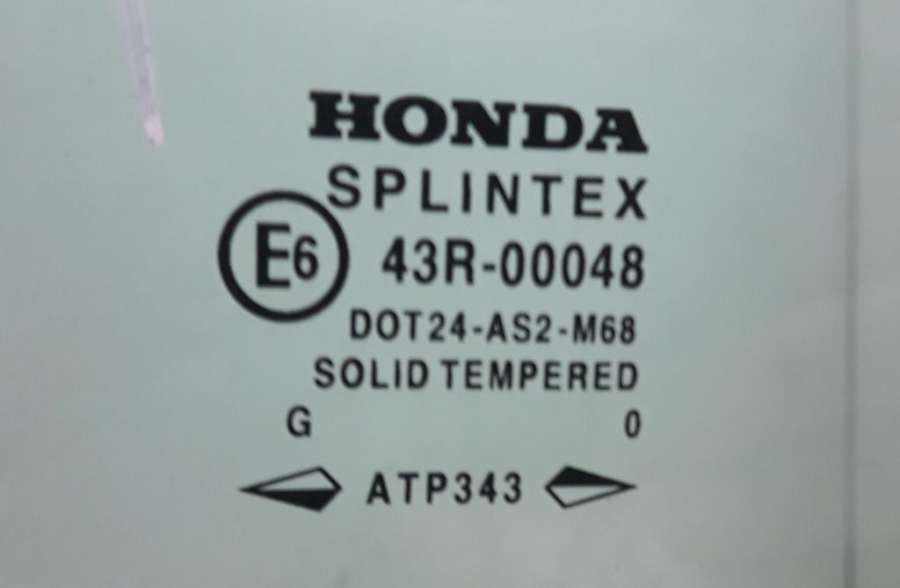 HONDA
SPLINTEX
E6 43R-00048
DOT24-AS2-M68
SOLID TEMPERED
G 0
ATP343